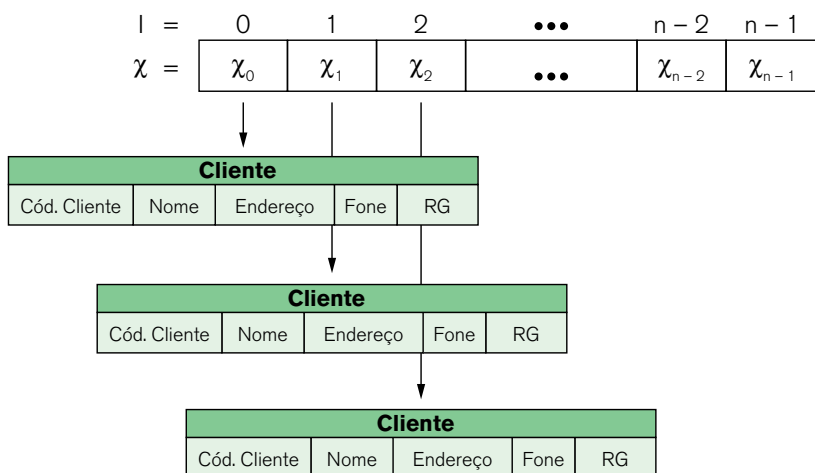 I = 0 1 2 ••• n – 2 n – 1
χ = χ₀ χ₁ χ₂ ••• χₙ₋₂ χₙ₋₁
Cliente
Cód. Cliente Nome Endereço Fone RG
Cliente
Cód. Cliente Nome Endereço Fone RG
Cliente
Cód. Cliente Nome Endereço Fone RG